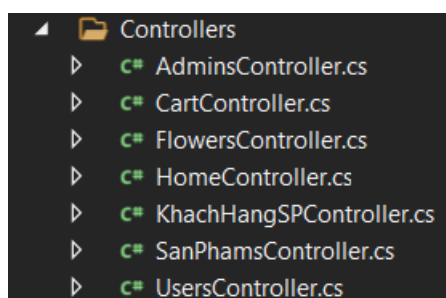 Controllers
C# AdminsController.cs
C# CartController.cs
C# FlowersController.cs
C# HomeController.cs
C# KhachHangSPController.cs
C# SanPhamsController.cs
C# UsersController.cs